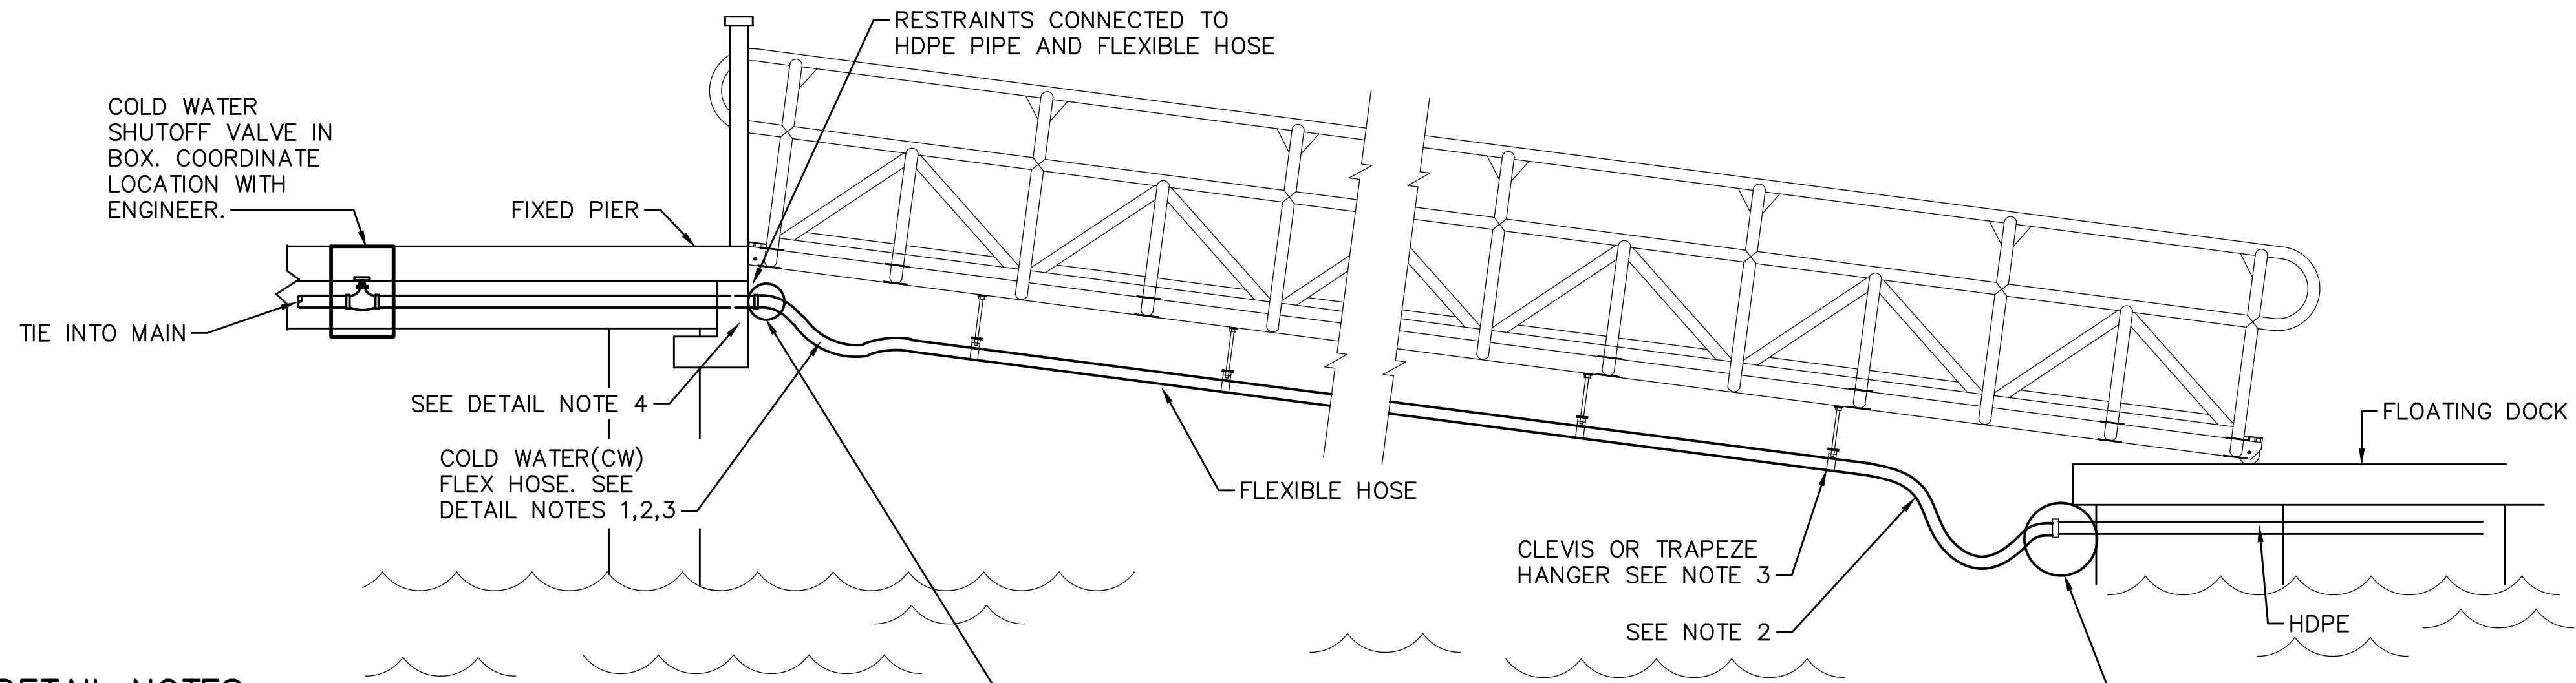 RESTRAINTS CONNECTED TO
HDPE PIPE AND FLEXIBLE HOSE
COLD WATER
SHUTOFF VALVE IN
BOX. COORDINATE
LOCATION WITH
ENGINEER.
FIXED PIER
TIE INTO MAIN
SEE DETAIL NOTE 4
COLD WATER(CW)
FLEX HOSE. SEE
DETAIL NOTES 1,2,3
FLEXIBLE HOSE
FLOATING DOCK
CLEVIS OR TRAPEZE
HANGER SEE NOTE 3
SEE NOTE 2
HDPE
DETAIL NOTES